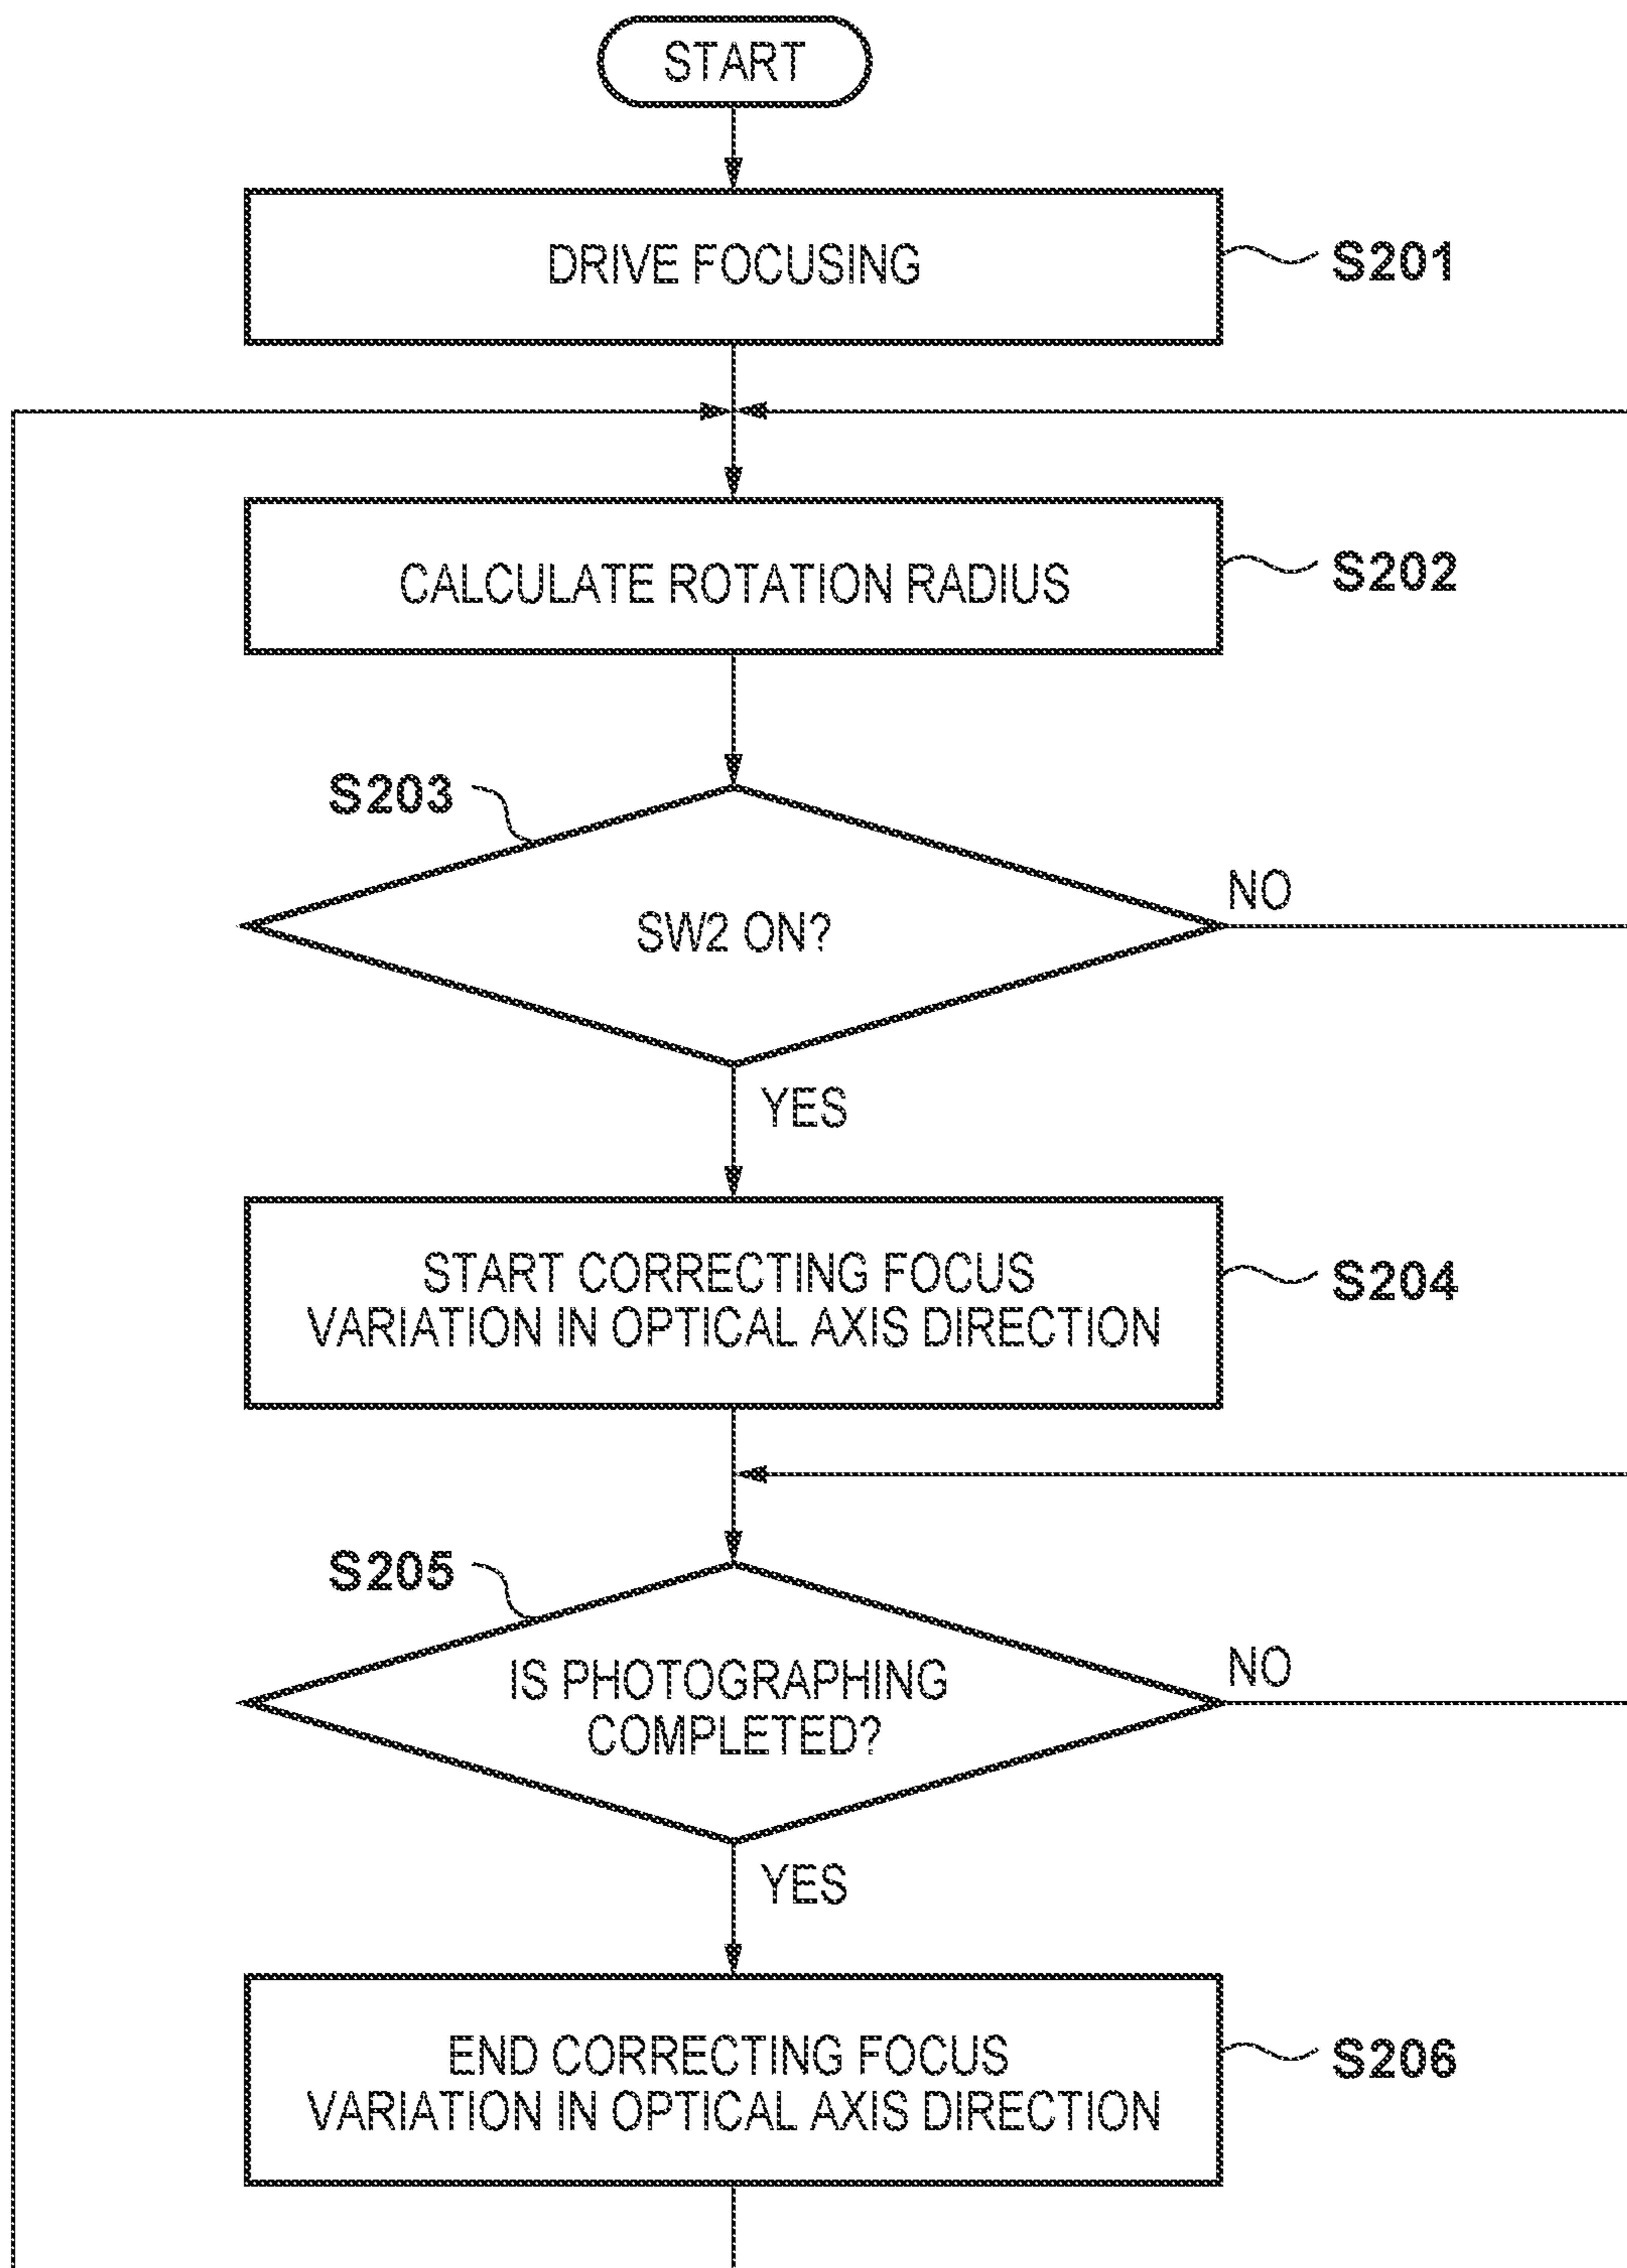 START
DRIVE FOCUSING
S201
CALCULATE ROTATION RADIUS
S202
S203
SW2 ON?
NO
YES
START CORRECTING FOCUS
VARIATION IN OPTICAL AXIS DIRECTION
S204
S205
IS PHOTOGRAPHING
COMPLETED?
NO
YES
END CORRECTING FOCUS
VARIATION IN OPTICAL AXIS DIRECTION
S206